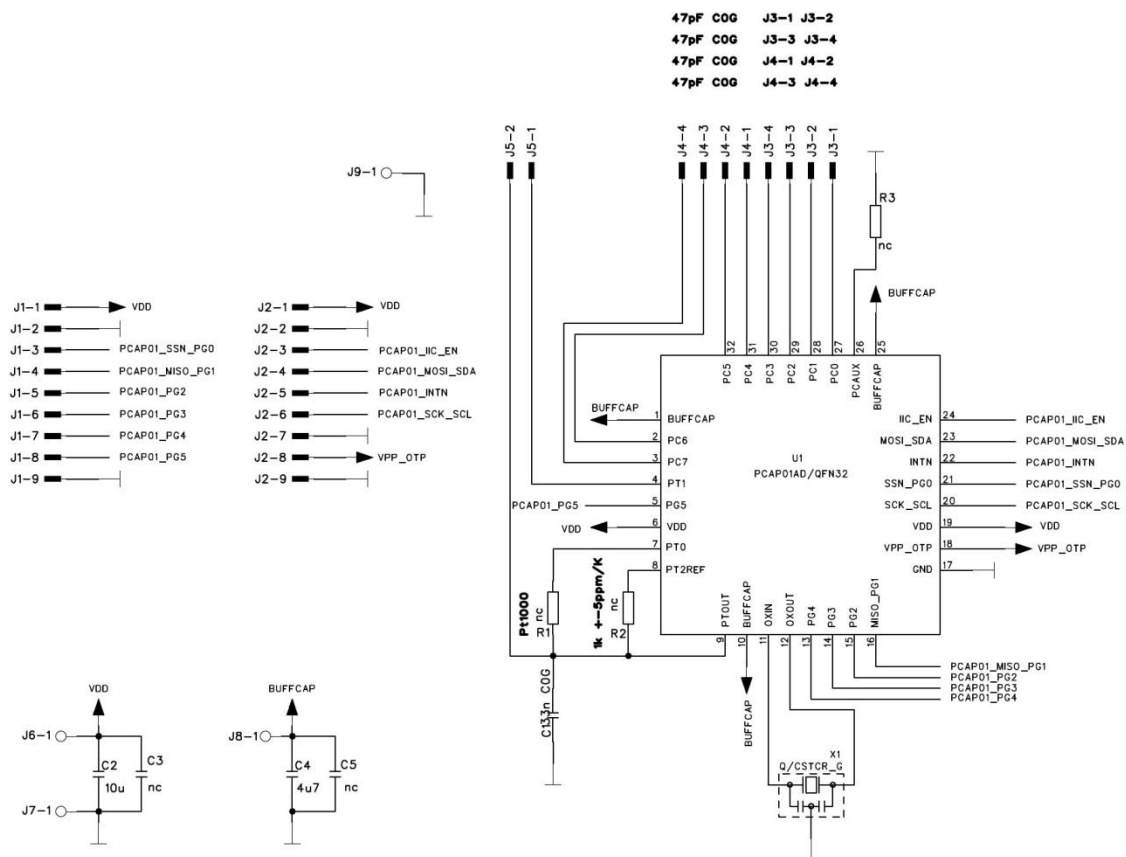 47pF COG J3-1 J3-2
47pF COG J3-3 J3-4
47pF COG J4-1 J4-2
47pF COG J4-3 J4-4
J5-2
J5-1
J4-4
J4-3
J4-2
J4-1
J3-4
J3-3
J3-2
J3-1
J9-1
R3
nc
BUFFCAP
J1-1 VDD
J1-2
J1-3 PCAP01_SSN_PG0
J1-4 PCAP01_MISO_PG1
J1-5 PCAP01_PG2
J1-6 PCAP01_PG3
J1-7 PCAP01_PG4
J1-8 PCAP01_PG5
J1-9
J2-1 VDD
J2-2
J2-3 PCAP01_IIC_EN
J2-4 PCAP01_MOSI_SDA
J2-5 PCAP01_INTN
J2-6 PCAP01_SCK_SCL
J2-7
J2-8 VPP_OTP
J2-9
32 31 30 29 28 27 26 25
PC5 PC4 PC3 PC2 PC1 PC0 PCAUX BUFFCAP
BUFFCAP 1 BUFFCAP
2 PC6
3 PC7
4 PT1
PCAP01_PG5 5 PG5
VDD 6 VDD
7 PT0
8 PT2REF
U1
PCAP01AD/QFN32
IIC_EN 24 PCAP01_IIC_EN
MOSI_SDA 23 PCAP01_MOSI_SDA
INTN 22 PCAP01_INTN
SSN_PG0 21 PCAP01_SSN_PG0
SCK_SCL 20 PCAP01_SCK_SCL
VDD 19 VDD
VPP_OTP 18 VPP_OTP
GND 17
PTOUT BUFFCAP OXIN OXOUT PG4 PG3 PG2 MISO_PG1
9 10 11 12 13 14 15 16
Pt1000
nc
R1
1k +-5ppm/K
nc
R2
C133n COG
BUFFCAP
PCAP01_MISO_PG1
PCAP01_PG2
PCAP01_PG3
PCAP01_PG4
X1
Q/CSTCR_G
VDD
J6-1
C2
10u
C3
nc
J7-1
BUFFCAP
J8-1
C4
4u7
C5
nc